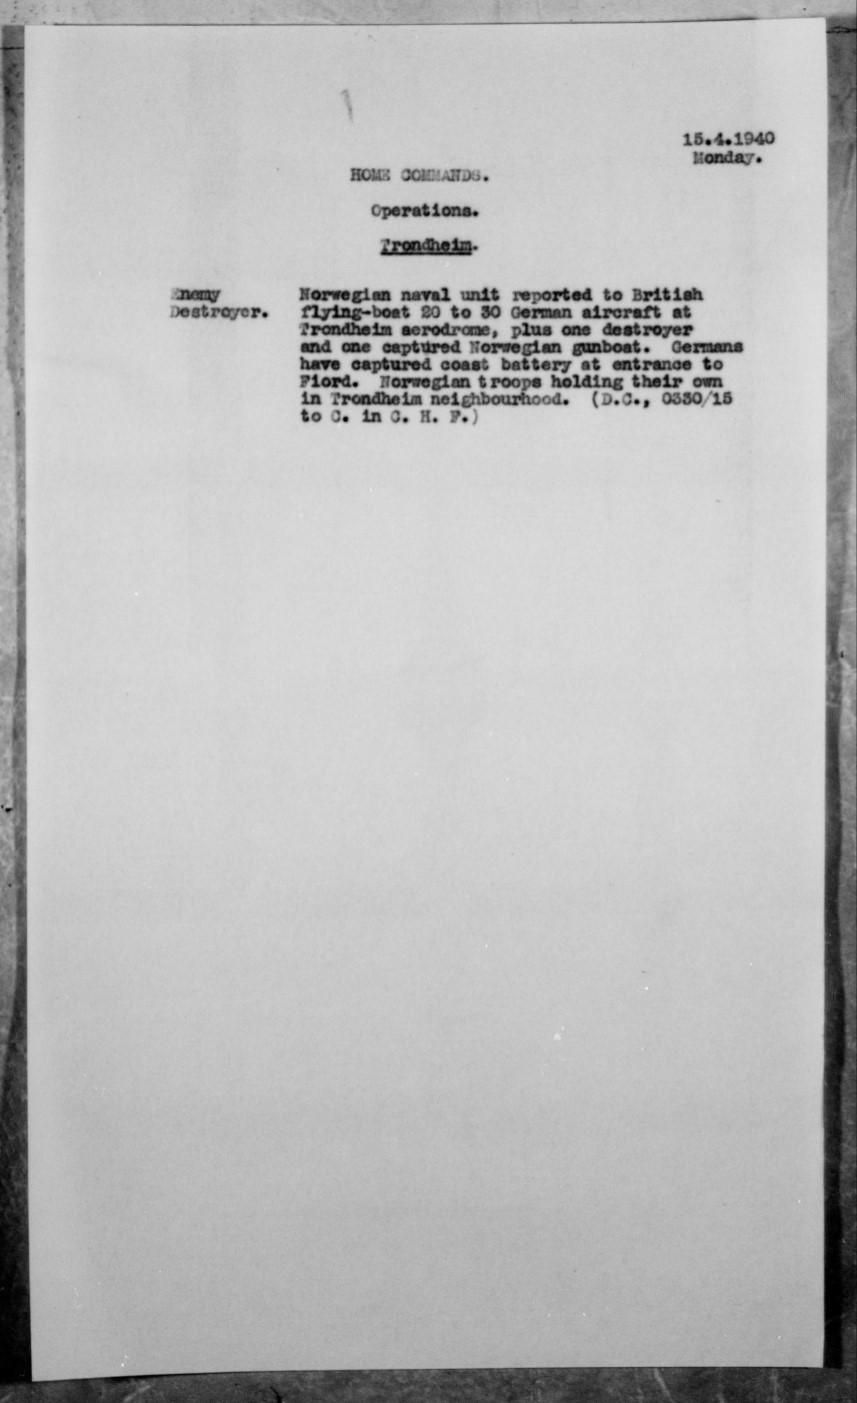 15.4.1940
Monday.
HOME COMMANDS.
Operations.
Trondheim.
Enemy
Destroyer.
Norwegian naval unit reported to British
flying-boat 20 to 30 German aircraft at
Trondheim aerodrome, plus one destroyer
and one captured Norwegian gunboat. Germans
have captured coast battery at entrance to
Fiord. Norwegian troops holding their own
in Trondheim neighbourhood. (D.C., 0330/15
to C. in C. H. F.)